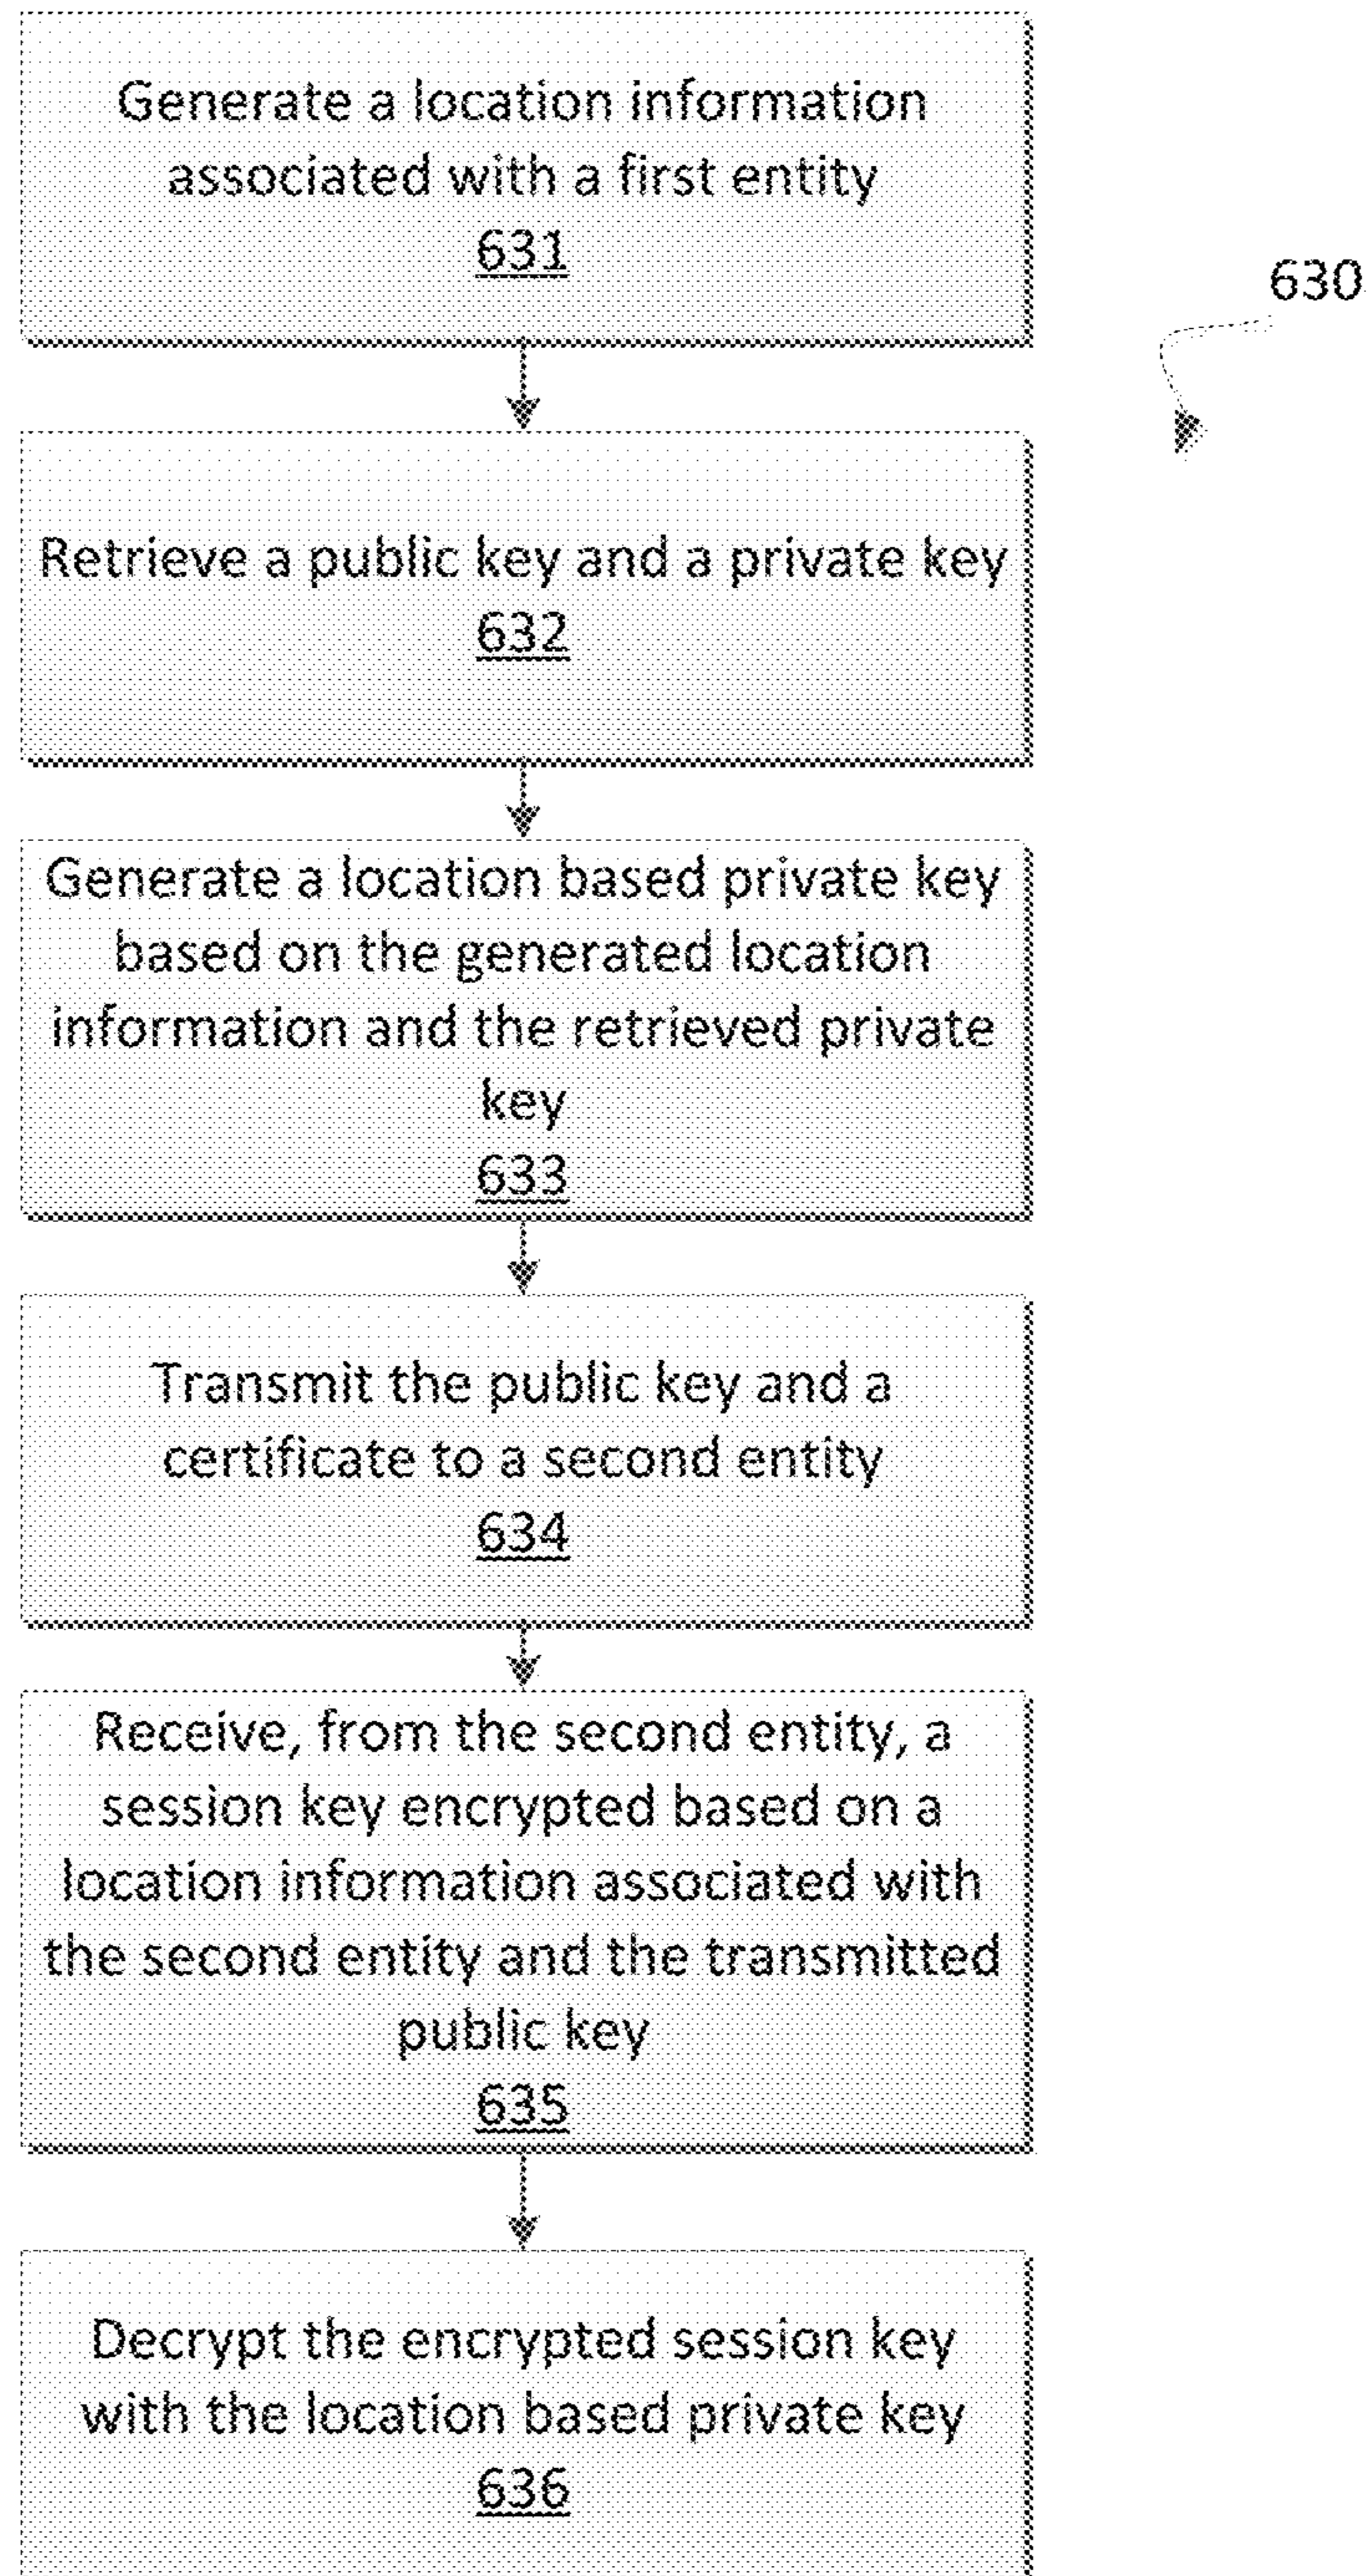 Generate a location information
associated with a first entity
631
630
Retrieve a public key and a private key
632
Generate a location based private key
based on the generated location
information and the retrieved private
key
633
Transmit the public key and a
certificate to a second entity
634
Receive, from the second entity, a
session key encrypted based on a
location information associated with
the second entity and the transmitted
public key
635
Decrypt the encrypted session key
with the location based private key
636